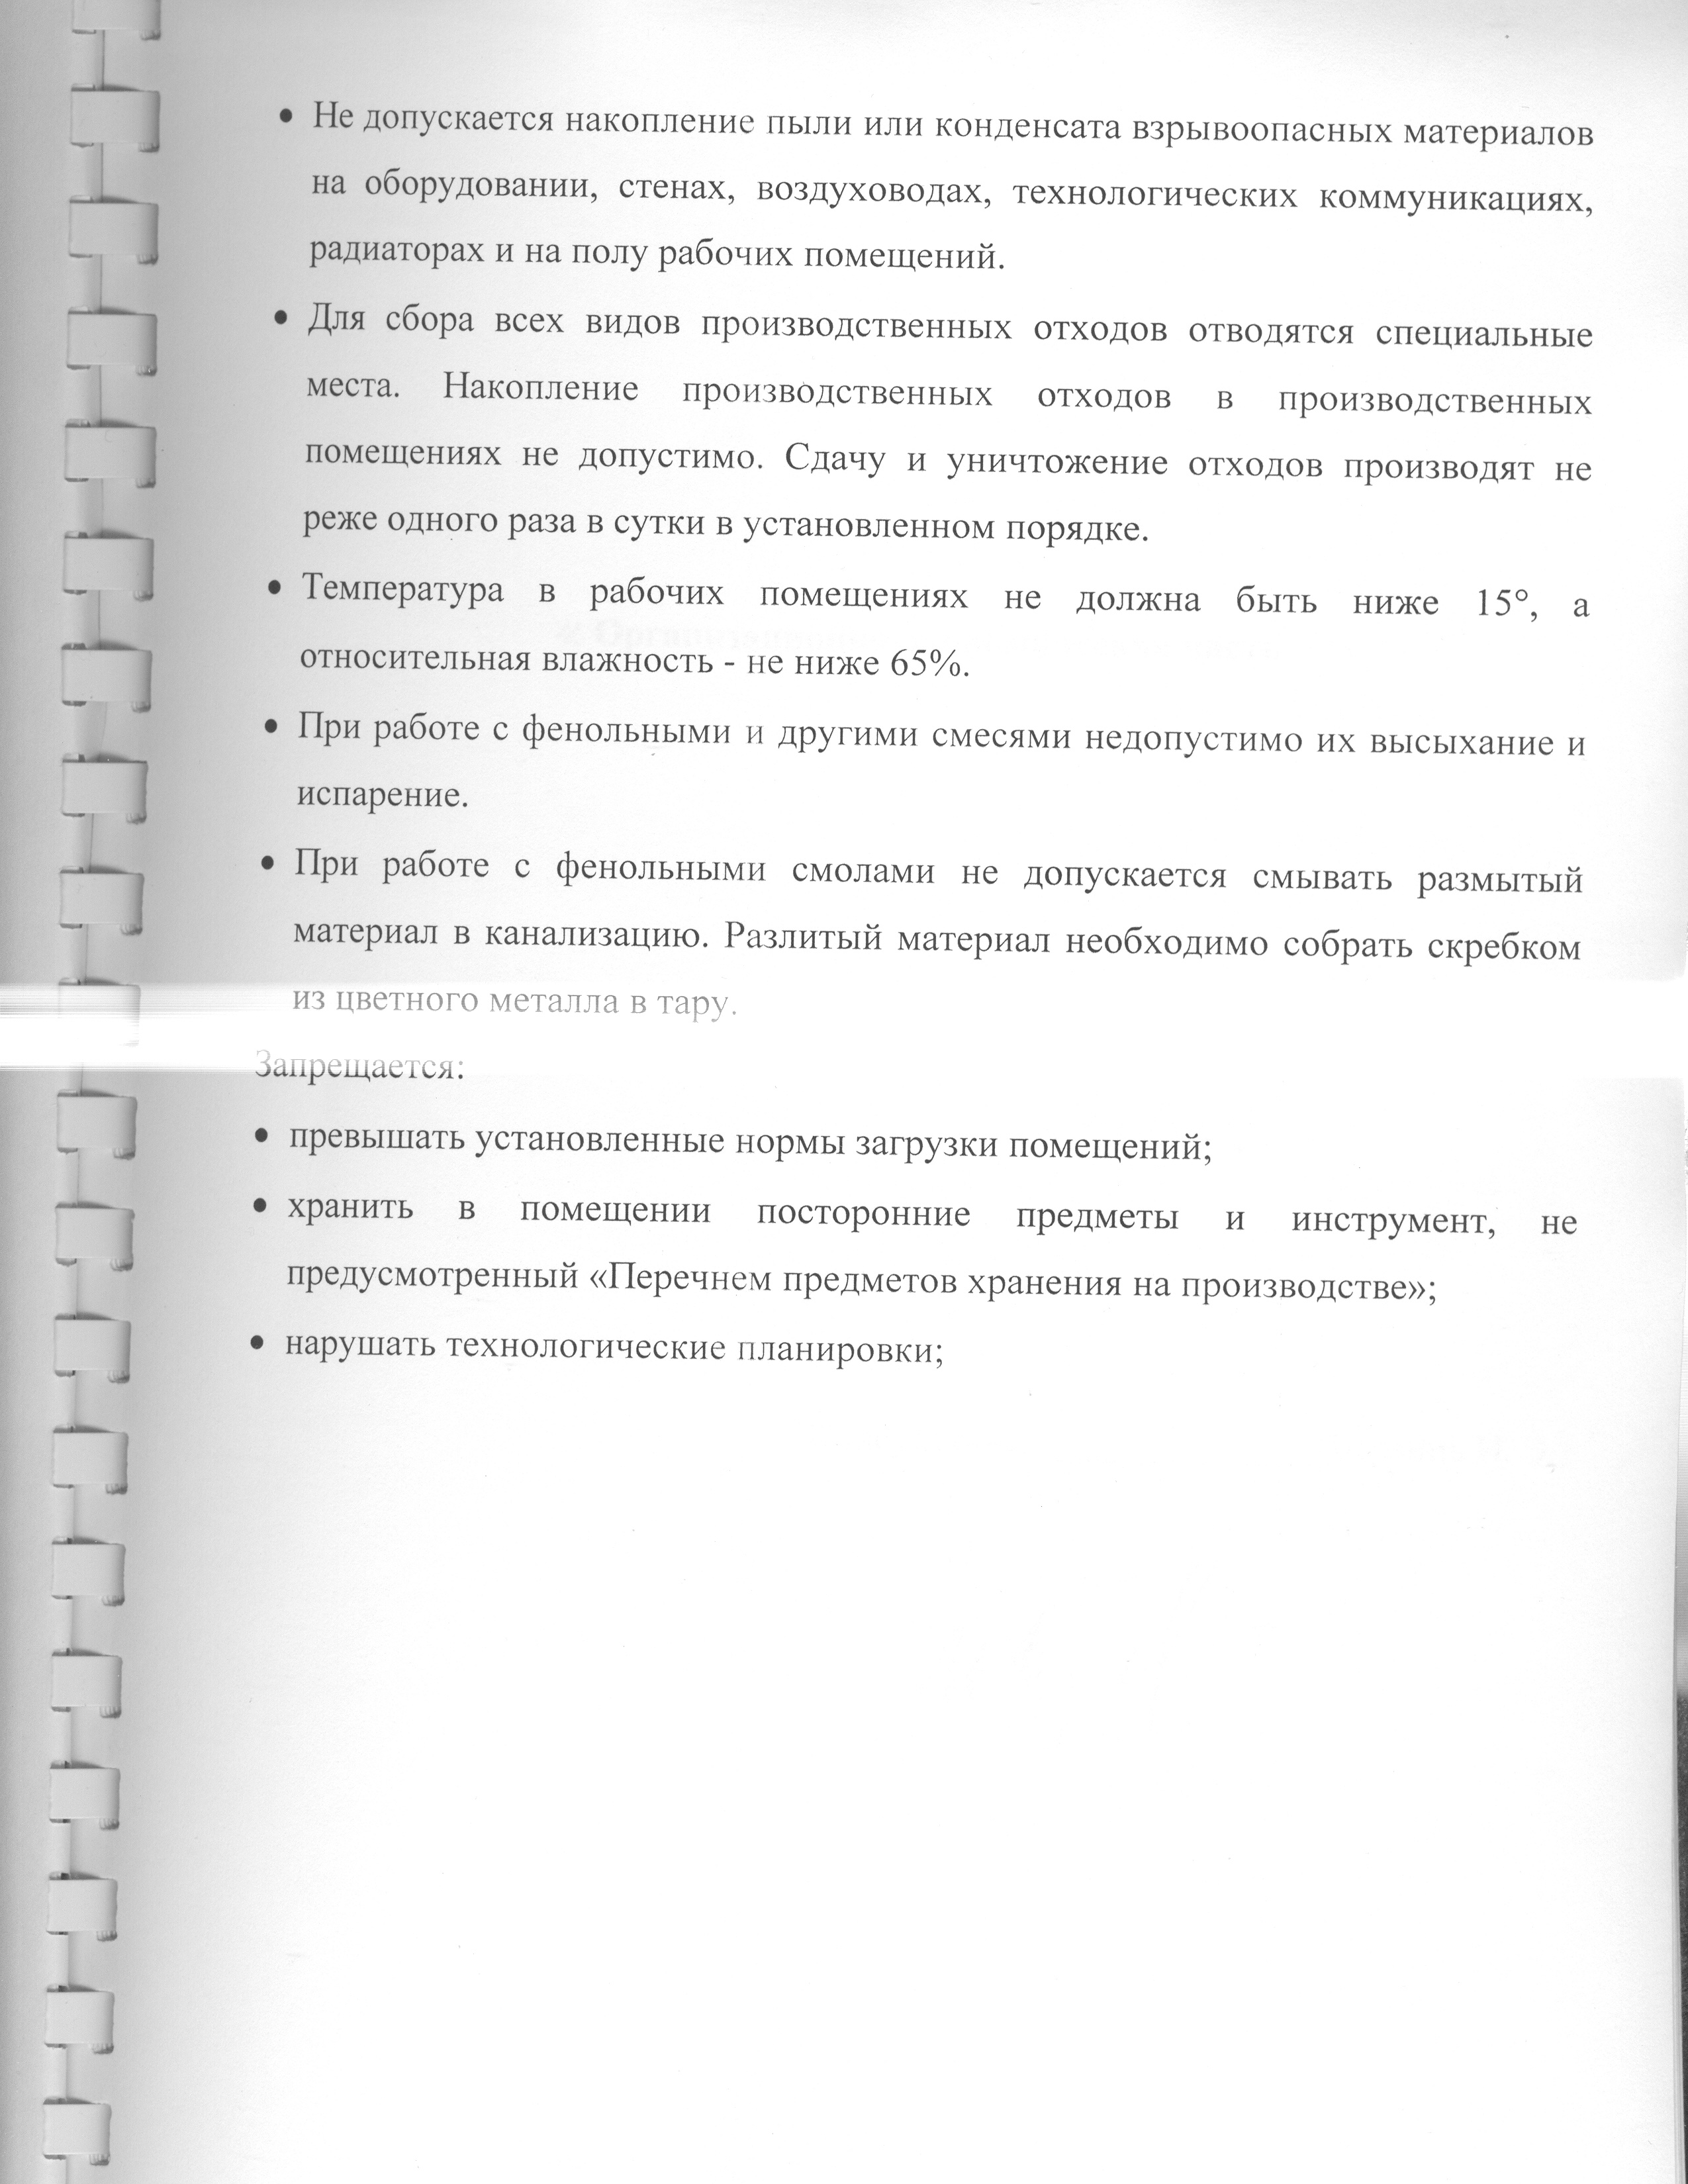 • Не допускается накопление пыли или конденсата взрывоопасных материалов
на оборудовании, стенах, воздуховодах, технологических коммуникациях,
радиаторах и на полу рабочих помещений.
• Для сбора всех видов производственных отходов отводятся специальные
места. Накопление производственных отходов в производственных
помещениях не допустимо. Сдачу и уничтожение отходов производят не
реже одного раза в сутки в установленном порядке.
• Температура в рабочих помещениях не должна быть ниже 15°, а
относительная влажность - не ниже 65%.
• При работе с фенольными и другими смесями недопустимо их высыхание и
испарение.
• При работе с фенольными смолами не допускается смывать размытый
материал в канализацию. Разлитый материал необходимо собрать скребком
из цветного металла в тару.
Запрещается:
• превышать установленные нормы загрузки помещений;
• хранить в помещении посторонние предметы и инструмент, не
предусмотренный «Перечнем предметов хранения на производстве»;
• нарушать технологические планировки;